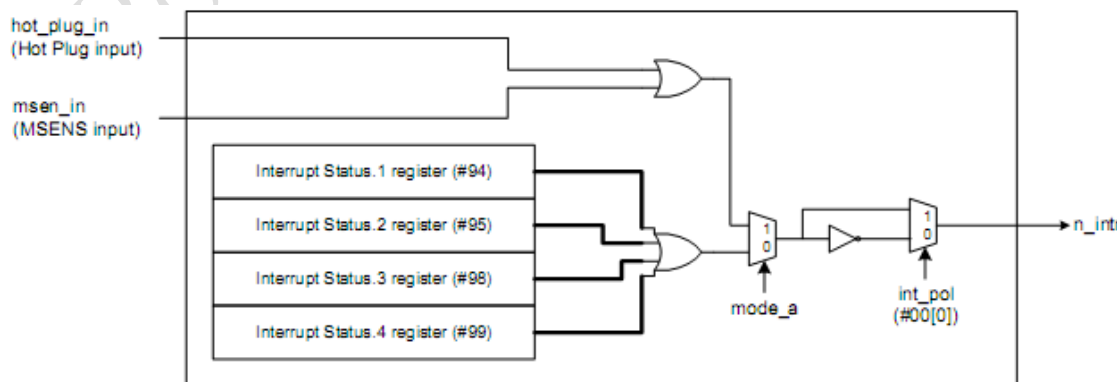 hot_plug_in
(Hot Plug input)
msen_in
(MSENS input)
Interrupt Status.1 register (#94)
Interrupt Status.2 register (#95)
Interrupt Status.3 register (#98)
Interrupt Status.4 register (#99)
1
0
mode_a
1
0
int_pol
(#00[0])
n_intr